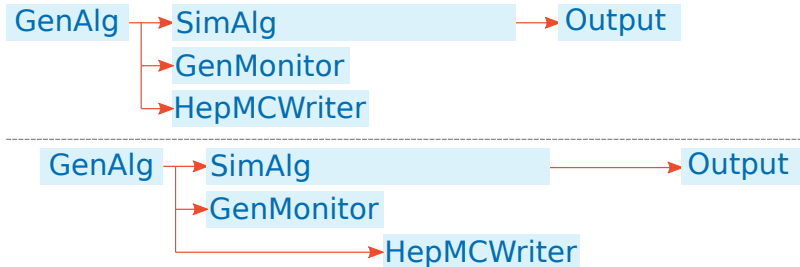 GenAlg SimAlg Output
GenMonitor
HepMCWriter
GenAlg SimAlg Output
GenMonitor
HepMCWriter